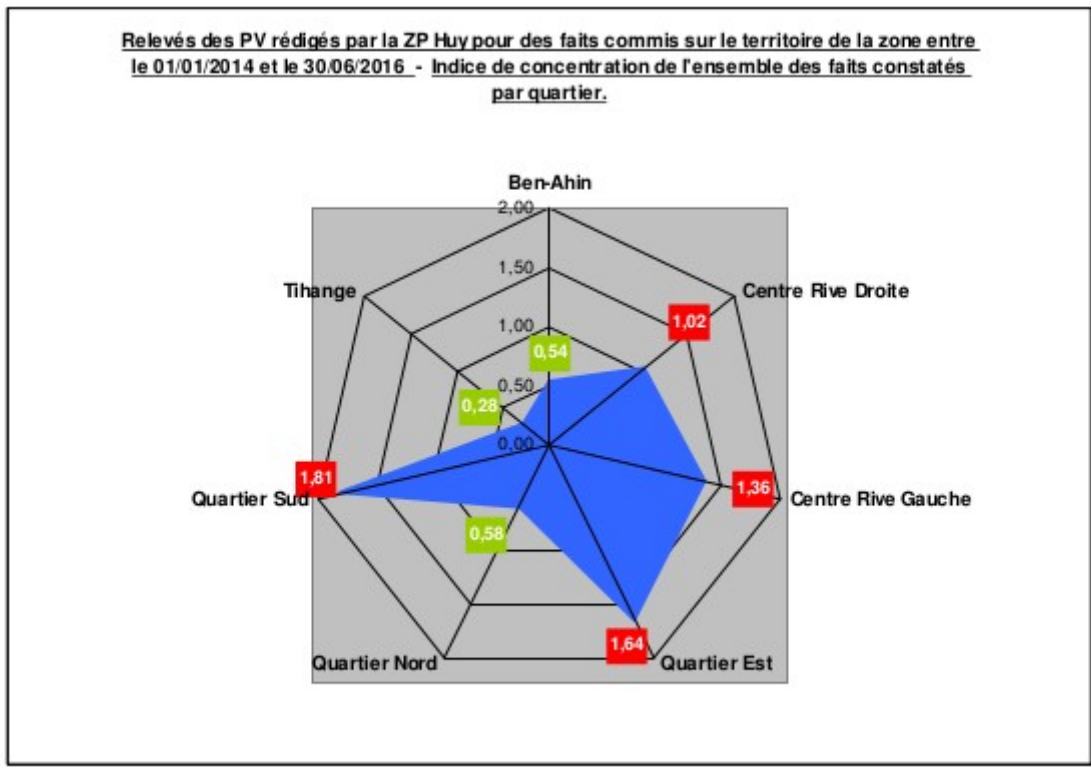 Relevés des PV rédigés par la ZP Huy pour des faits commis sur le territoire de la zone entre
le 01/01/2014 et le 30/06/2016 - Indice de concentration de l'ensemble des faits constatés
par quartier.
Ben-Ahin
2,00
Tihange
Centre Rive Droite
1,50
1,02
1,00
0,54
0,50
0,28
0,00
1,81
1,36
Quartier Sud
Centre Rive Gauche
0,58
1,64
Quartier Nord
Quartier Est